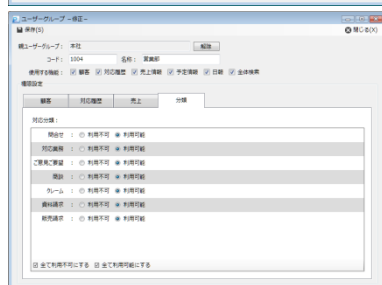 ユーザーグループ －修正－
保存(S) 閉じる(X)
親ユーザーグループ： 本社 解除
コード： 1004 名称： 営業部
使用する機能： 顧客 対応履歴 売上情報 予定情報 日報 全体検索
権限設定
顧客 対応履歴 売上 分類
対応分類：
問合せ ： 利用不可 利用可能
対応業務 ： 利用不可 利用可能
ご意見ご要望 ： 利用不可 利用可能
商談 ： 利用不可 利用可能
クレーム ： 利用不可 利用可能
資料請求 ： 利用不可 利用可能
販売請求 ： 利用不可 利用可能
全て利用不可にする 全て利用可能にする